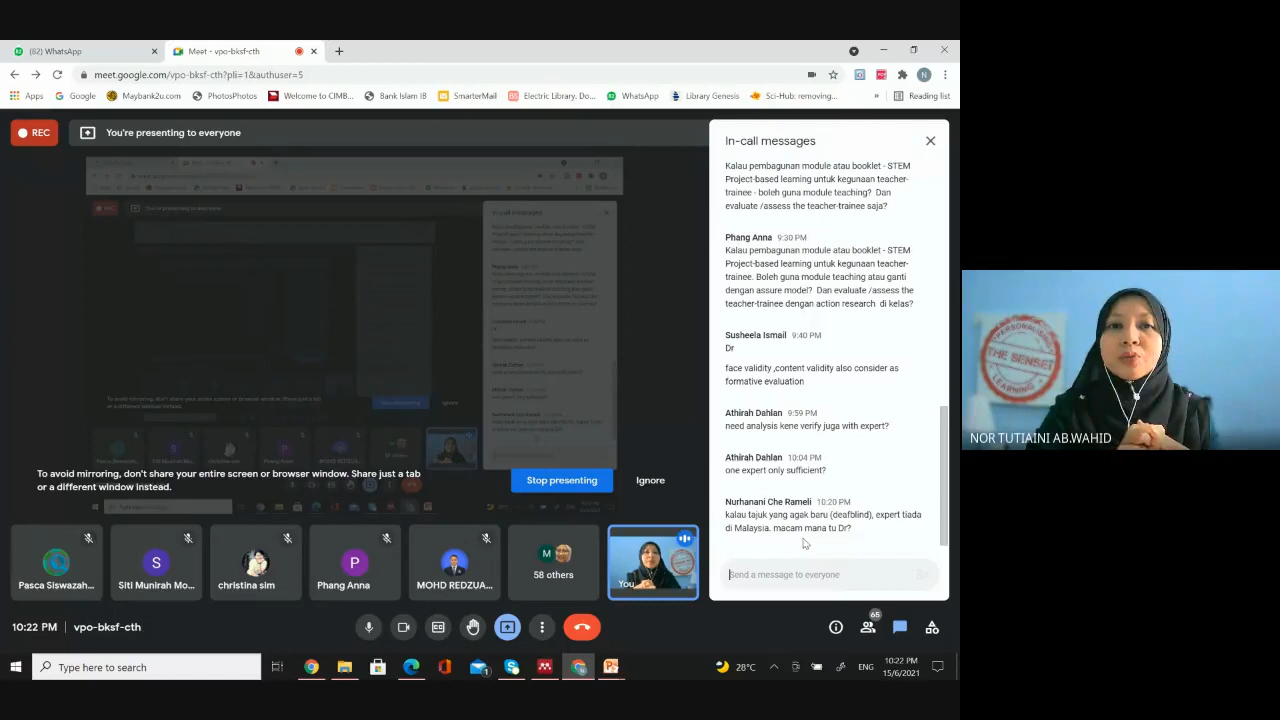 (82) WhatsApp
Meet - vpo-bksf-cth
meet.google.com/vpo-bksf-cth?pli=1&authuser=5
N
Apps
Google
Maybank2u.com
PhotosPhotos
Welcome to CIMB...
Bank Islam IB
SmarterMail
Electric Library. Do...
WhatsApp
Library Genesis
Sci-Hub: removing...
»
Reading list
REC
You're presenting to everyone
In-call messages
Kalau pembagunan module atau booklet - STEM
Project-based learning untuk kegunaan teacher-
trainee - boleh guna module teaching? Dan
evaluate /assess the teacher-trainee saja?
Phang Anna 9:30 PM
Kalau pembagunan module atau booklet - STEM
Project-based learning untuk kegunaan teacher-
trainee. Boleh guna module teaching atau ganti
dengan assure model? Dan evaluate /assess the
teacher-trainee dengan action research di kelas?
Susheela Ismail 9:40 PM
Dr
face validity ,content validity also consider as
formative evaluation
Athirah Dahlan 9:59 PM
need analysis kene verify juga with expert?
Athirah Dahlan 10:04 PM
one expert only sufficient?
Nurhanani Che Rameli 10:20 PM
kalau tajuk yang agak baru (deafblind), expert tiada
di Malaysia. macam mana tu Dr?
Send a message to everyone
To avoid mirroring, don't share your entire screen or browser window. Share just a tab
or a different window instead.
Stop presenting
Ignore
Pasca Siswazah...
S
Siti Munirah Mo...
christina sim
P
Phang Anna
MOHD REDZUA...
M
58 others
You
10:22 PM | vpo-bksf-cth
65
Type here to search
28°C
ENG
10:22 PM
15/6/2021
PERSONALISED
THE SENSEI
LEARNING
NOR TUTIAINI AB.WAHID